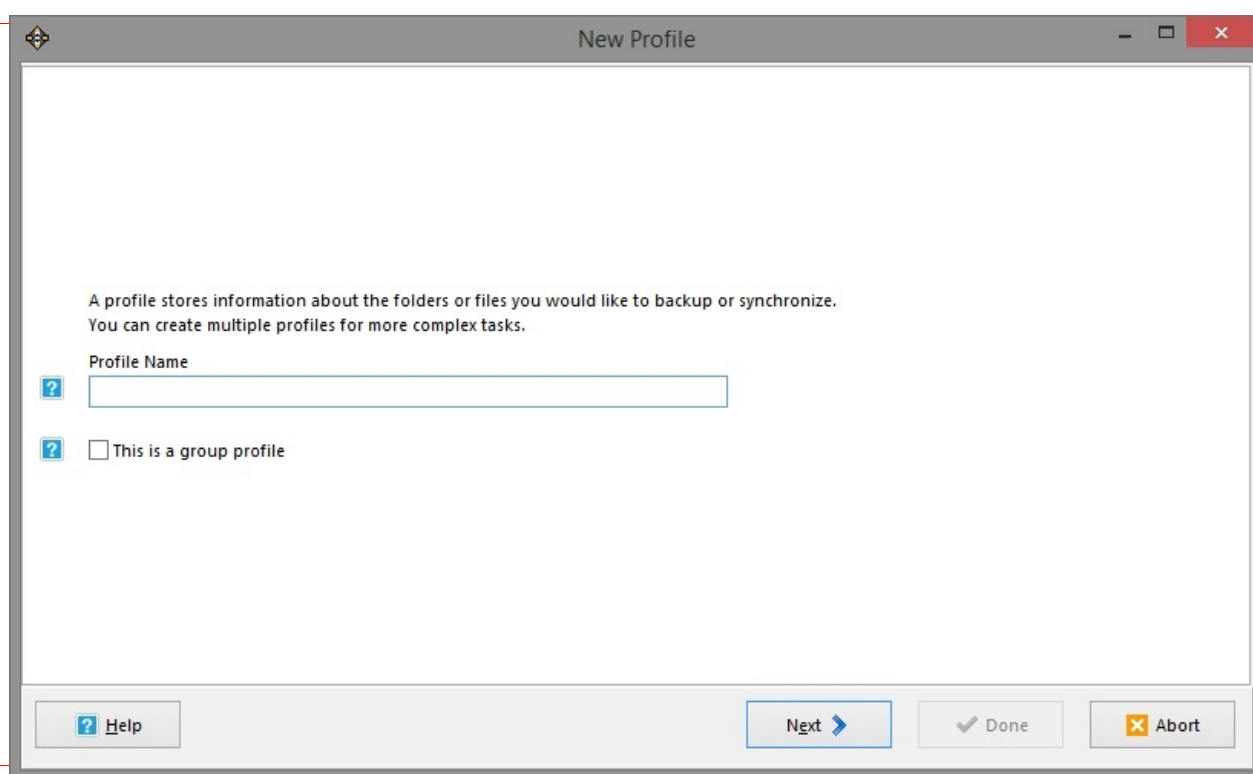 New Profile
A profile stores information about the folders or files you would like to backup or synchronize.
You can create multiple profiles for more complex tasks.
Profile Name
This is a group profile
Help
Next
Done
Abort